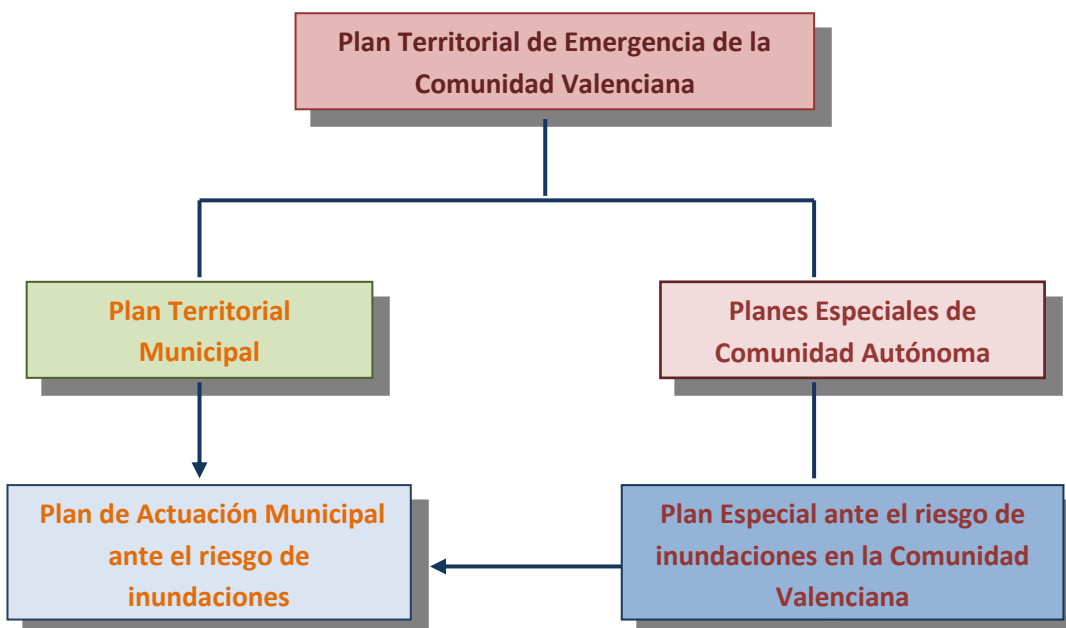 Plan Territorial de Emergencia de la
Comunidad Valenciana
Plan Territorial
Municipal
Planes Especiales de
Comunidad Autónoma
Plan de Actuación Municipal
ante el riesgo de
inundaciones
Plan Especial ante el riesgo de
inundaciones en la Comunidad
Valenciana